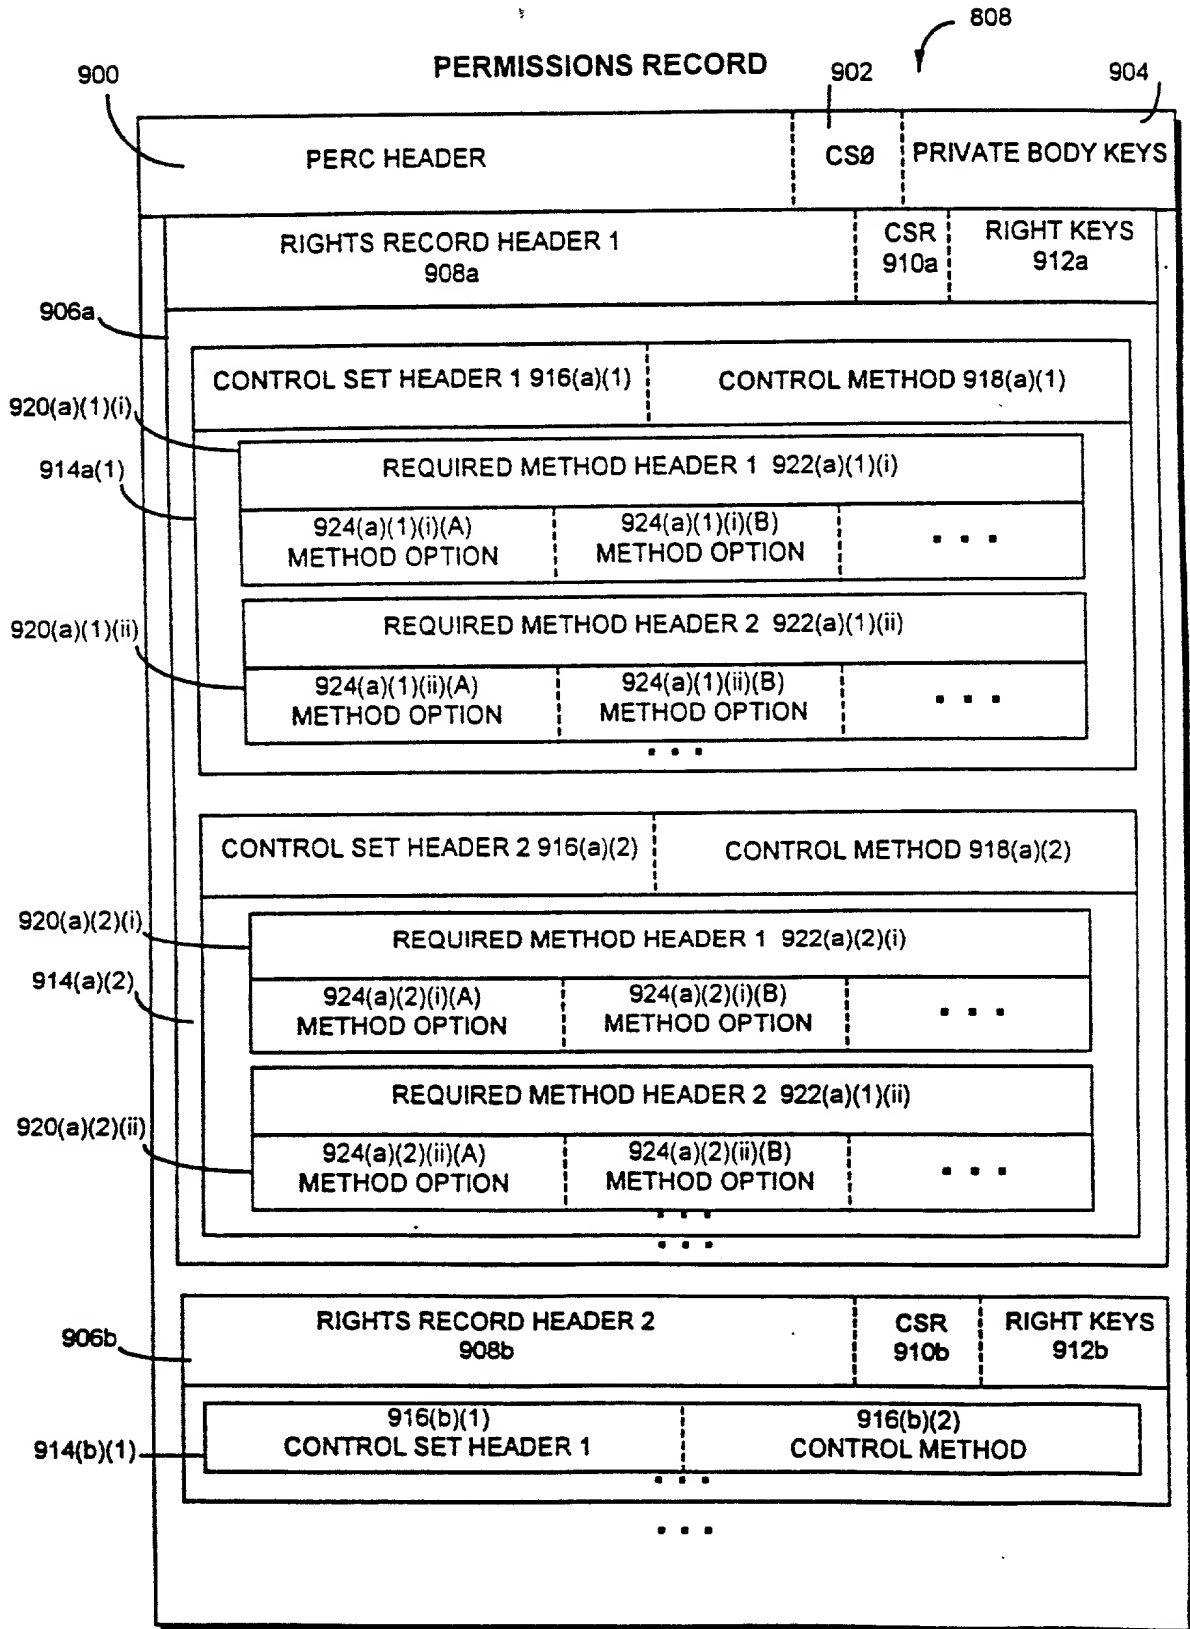 808
PERMISSIONS RECORD
900
902
904
PERC HEADER
CSØ
PRIVATE BODY KEYS
RIGHTS RECORD HEADER 1
908a
CSR
910a
RIGHT KEYS
912a
906a
CONTROL SET HEADER 1 916(a)(1)
CONTROL METHOD 918(a)(1)
920(a)(1)(i)
REQUIRED METHOD HEADER 1 922(a)(1)(i)
914a(1)
924(a)(1)(i)(A)
METHOD OPTION
924(a)(1)(i)(B)
METHOD OPTION
▪ ▪ ▪
920(a)(1)(ii)
REQUIRED METHOD HEADER 2 922(a)(1)(ii)
924(a)(1)(ii)(A)
METHOD OPTION
924(a)(1)(ii)(B)
METHOD OPTION
▪ ▪ ▪
▪ ▪ ▪
CONTROL SET HEADER 2 916(a)(2)
CONTROL METHOD 918(a)(2)
920(a)(2)(i)
REQUIRED METHOD HEADER 1 922(a)(2)(i)
914(a)(2)
924(a)(2)(i)(A)
METHOD OPTION
924(a)(2)(i)(B)
METHOD OPTION
▪ ▪ ▪
REQUIRED METHOD HEADER 2 922(a)(1)(ii)
920(a)(2)(ii)
924(a)(2)(ii)(A)
METHOD OPTION
924(a)(2)(ii)(B)
METHOD OPTION
▪ ▪ ▪
▪ ▪ ▪
▪ ▪ ▪
906b
RIGHTS RECORD HEADER 2
908b
CSR
910b
RIGHT KEYS
912b
914(b)(1)
916(b)(1)
CONTROL SET HEADER 1
916(b)(2)
CONTROL METHOD
▪ ▪ ▪
▪ ▪ ▪